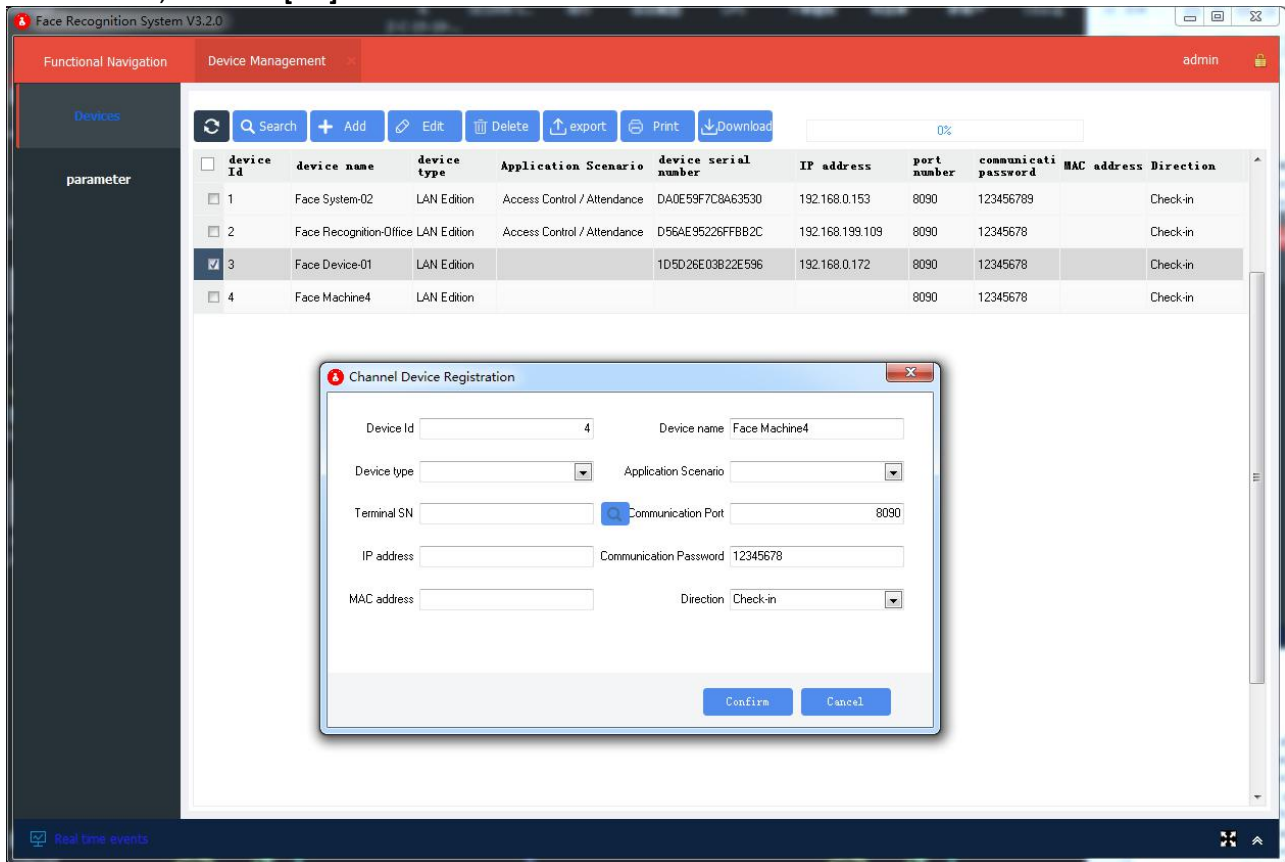 Face Recognition System V3.2.0
Functional Navigation Device Management × admin
Devices
parameter
Search Add Edit Delete export Print Download 0%
device Id device name device type Application Scenario device serial number IP address port number communicati password MAC address Direction
1 Face System-02 LAN Edition Access Control / Attendance DA0E59F7C8A63530 192.168.0.153 8090 123456789 Check-in
2 Face Recognition-Office LAN Edition Access Control / Attendance D56AE95226FFBB2C 192.168.199.109 8090 12345678 Check-in
3 Face Device-01 LAN Edition 1D5D26E03B22E596 192.168.0.172 8090 12345678 Check-in
4 Face Machine4 LAN Edition 8090 12345678 Check-in
Channel Device Registration
Device Id 4 Device name Face Machine4
Device type Application Scenario
Terminal SN Communication Port 8090
IP address Communication Password 12345678
MAC address Direction Check-in
Confirm Cancel
Real time events